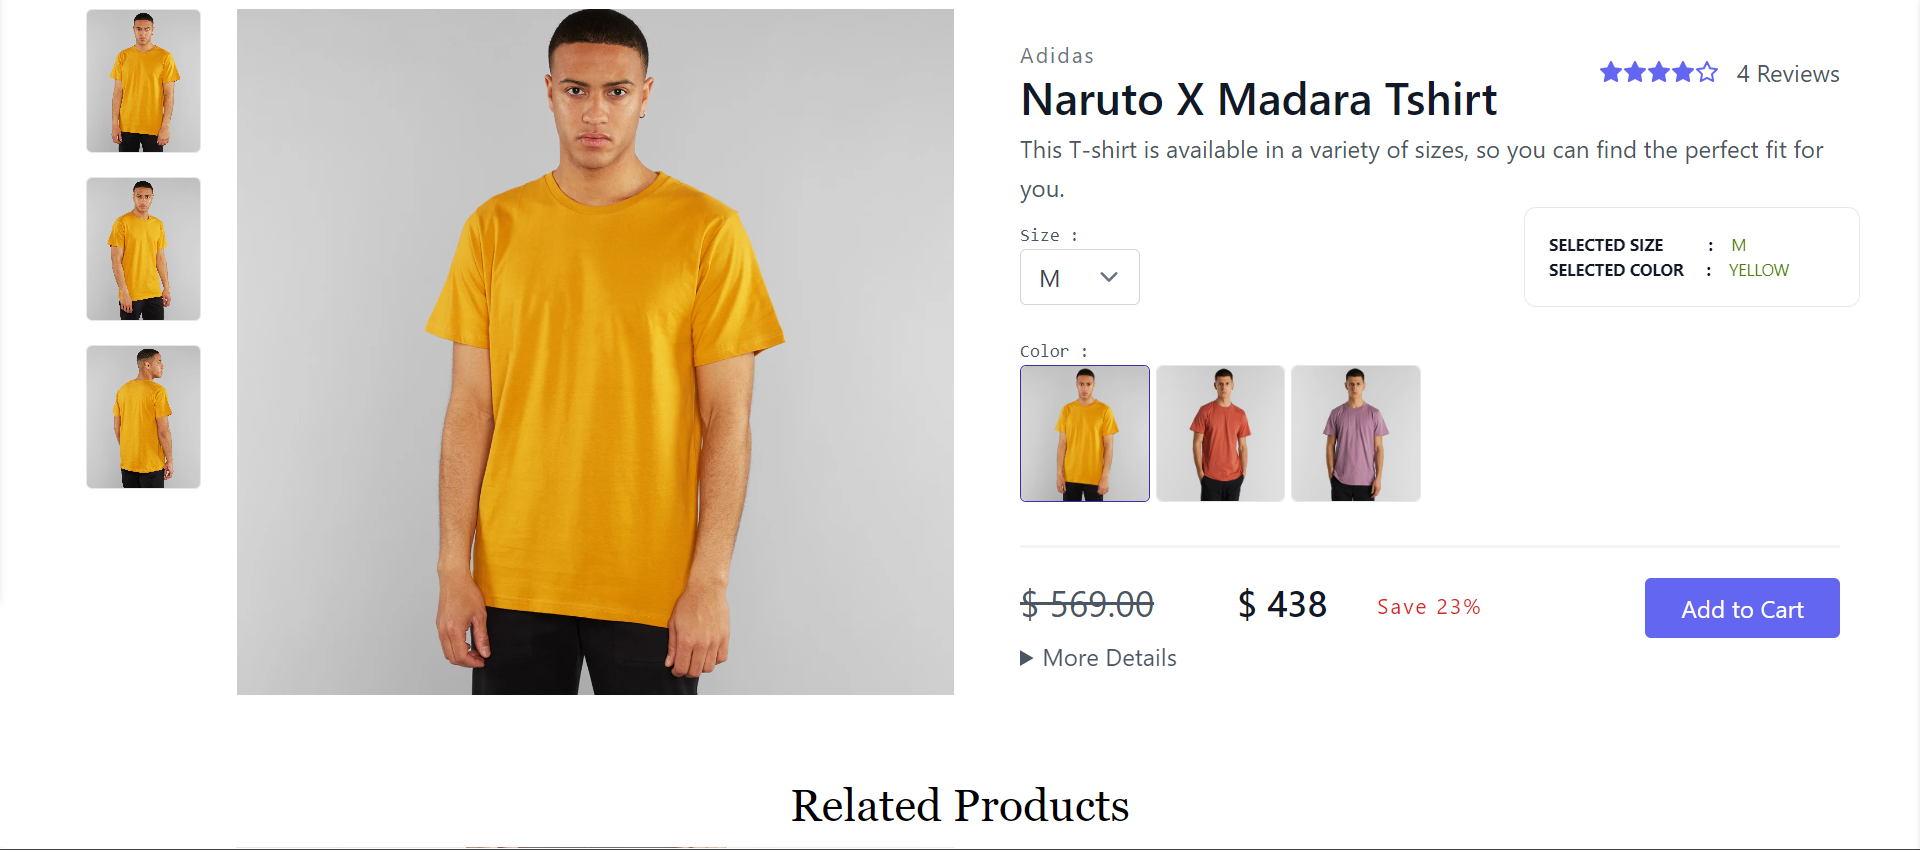 Adidas
Naruto X Madara Tshirt
4 Reviews
This T-shirt is available in a variety of sizes, so you can find the perfect fit for
you.
Size :
M
SELECTED SIZE : M
SELECTED COLOR : YELLOW
Color :
$ 569.00 $ 438 Save 23%
Add to Cart
More Details
Related Products